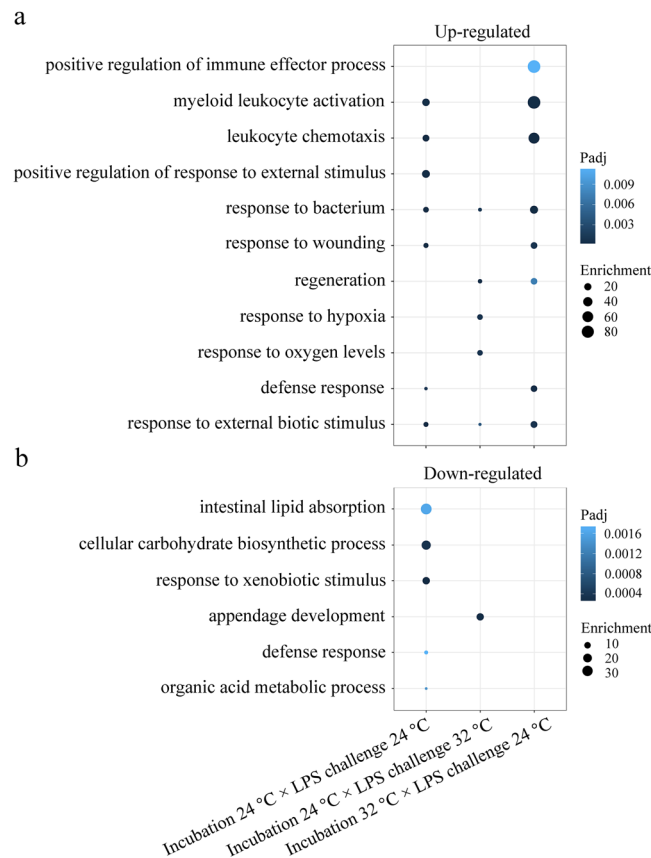 a
Up-regulated
positive regulation of immune effector process
myeloid leukocyte activation
leukocyte chemotaxis
positive regulation of response to external stimulus
response to bacterium
response to wounding
regeneration
response to hypoxia
response to oxygen levels
defense response
response to external biotic stimulus
Padj
0.009
0.006
0.003
Enrichment
20
40
60
80
b
Down-regulated
intestinal lipid absorption
cellular carbohydrate biosynthetic process
response to xenobiotic stimulus
appendage development
defense response
organic acid metabolic process
Padj
0.0016
0.0012
0.0008
0.0004
Enrichment
10
20
30
Incubation 24 °C × LPS challenge 24 °C
Incubation 24 °C × LPS challenge 32 °C
Incubation 32 °C × LPS challenge 24 °C